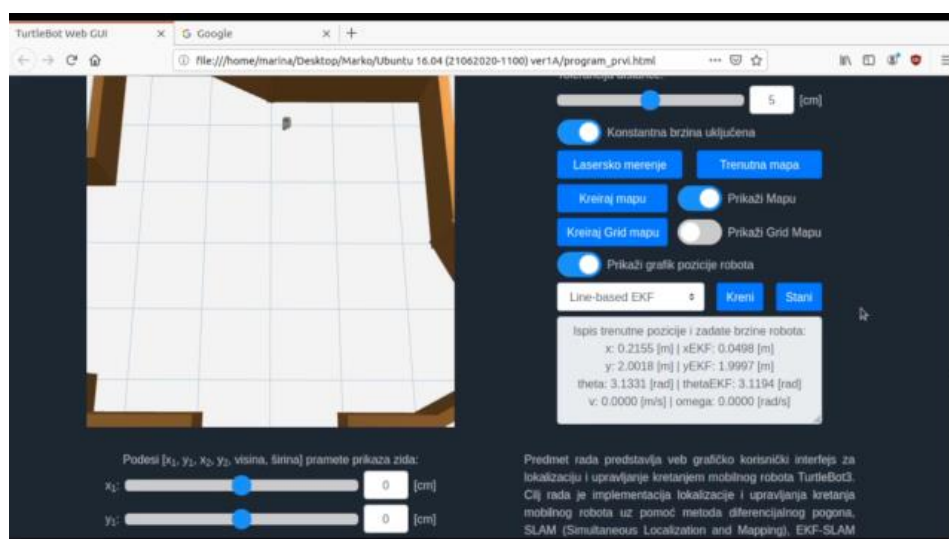 TurtleBot Web GUI
Google
file:///home/marina/Desktop/Marko/Ubuntu 16.04 (21062020-1100) ver1A/program_prvi.html
Tolerancija distance:
5 [cm]
Konstantna brzina uključena
Lasersko merenje
Trenutna mapa
Kreiraj mapu
Prikaži Mapu
Kreiraj Grid mapu
Prikaži Grid Mapu
Prikaži grafik pozicije robota
Line-based EKF
Kreni
Stani
Ispis trenutne pozicije i zadate brzine robota:
x: 0.2155 [m] | xEKF: 0.0498 [m]
y: 2.0018 [m] | yEKF: 1.9997 [m]
theta: 3.1331 [rad] | thetaEKF: 3.1194 [rad]
v: 0.0000 [m/s] | omega: 0.0000 [rad/s]
Podesi [x₁, y₁, x₂, y₂, visina, širina] pramete prikaza zida:
x₁: 0 [cm]
y₁: 0 [cm]
Predmet rada predstavlja veb grafičko korisnički interfejs za
lokalizaciju i upravljanje kretanjem mobilnog robota TurtleBot3.
Cilj rada je implementacija lokalizacije i upravljanja kretanja
mobilnog robota uz pomoć metoda diferencijalnog pogona,
SLAM (Simultaneous Localization and Mapping), EKF-SLAM